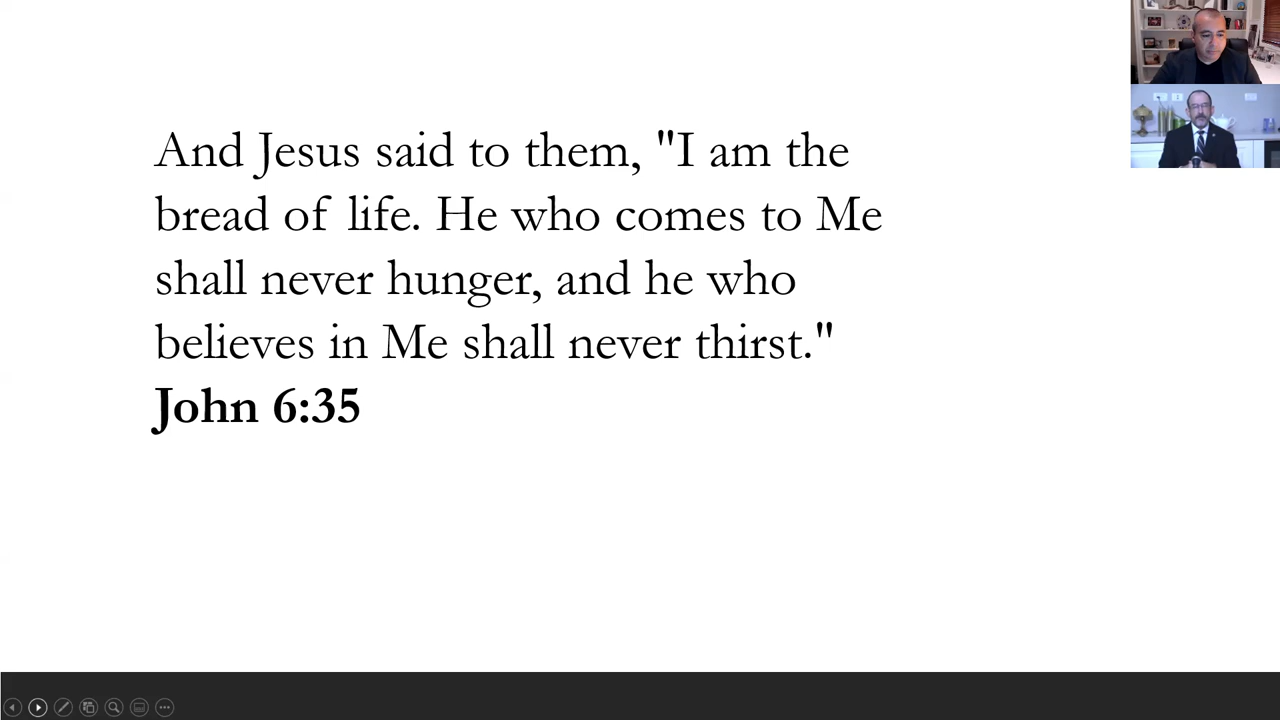 And Jesus said to them, "I am the
bread of life. He who comes to Me
shall never hunger, and he who
believes in Me shall never thirst."
John 6:35